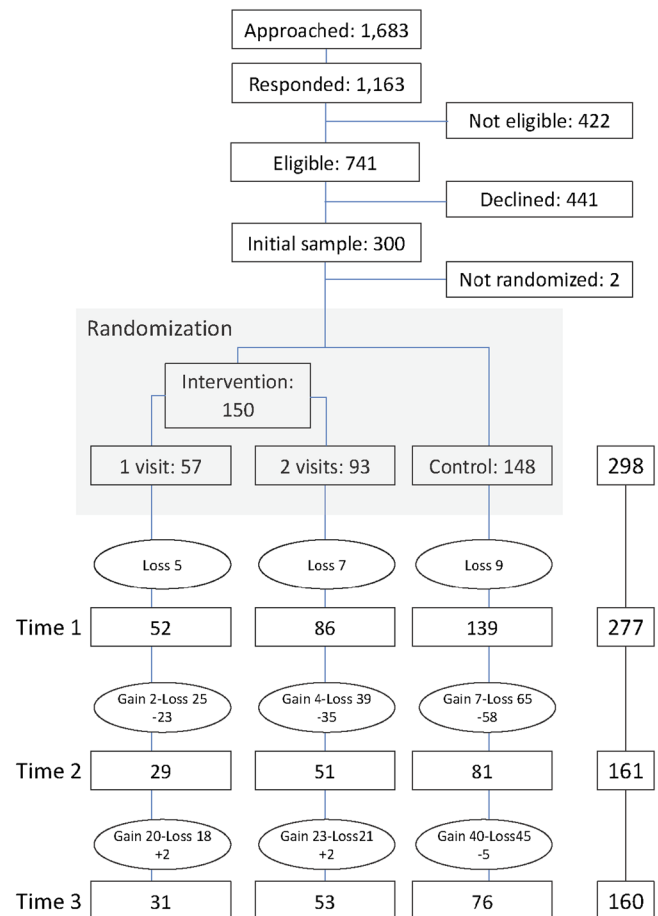 Approached: 1,683
Responded: 1,163
Not eligible: 422
Eligible: 741
Declined: 441
Initial sample: 300
Not randomized: 2
Randomization
Intervention:
150
1 visit: 57
2 visits: 93
Control: 148
298
Loss 5
Loss 7
Loss 9
Time 1
52
86
139
277
Gain 2-Loss 25
-23
Gain 4-Loss 39
-35
Gain 7-Loss 65
-58
Time 2
29
51
81
161
Gain 20-Loss 18
+2
Gain 23-Loss21
+2
Gain 40-Loss45
-5
Time 3
31
53
76
160